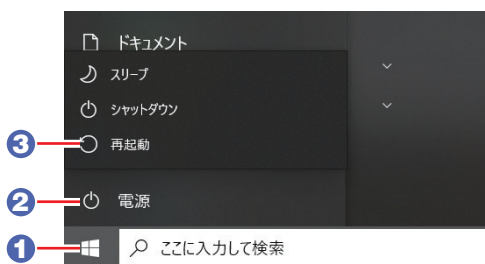 ドキュメント
スリープ
シャットダウン
③ 再起動
② 電源
① ここに入力して検索